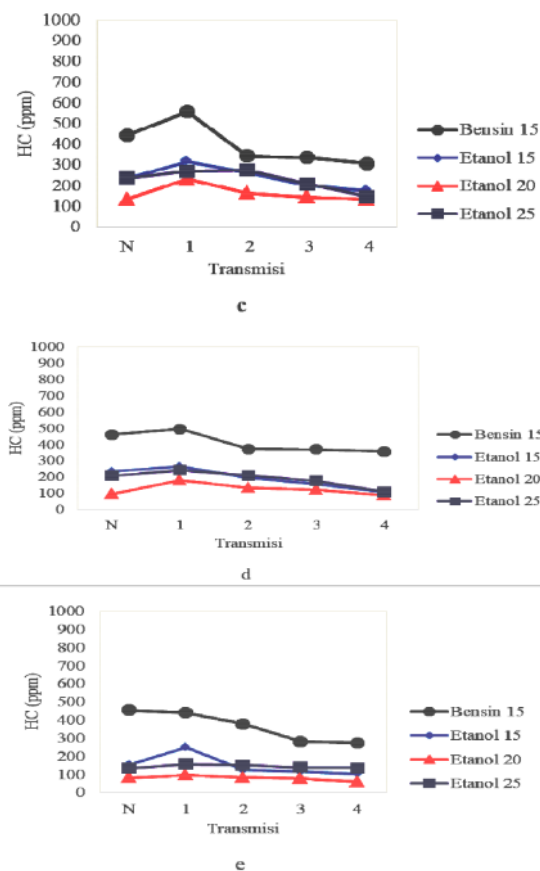 1000
900
800
700
600
500
400
300
200
100
0
HC (ppm)
N 1 2 3 4
Transmisi
Bensin 15
Etanol 15
Etanol 20
Etanol 25
c
1000
900
800
700
600
500
400
300
200
100
0
HC (ppm)
N 1 2 3 4
Transmisi
Bensin 15
Etanol 15
Etanol 20
Etanol 25
d
1000
900
800
700
600
500
400
300
200
100
0
HC (ppm)
N 1 2 3 4
Transmisi
Bensin 15
Etanol 15
Etanol 20
Etanol 25
e